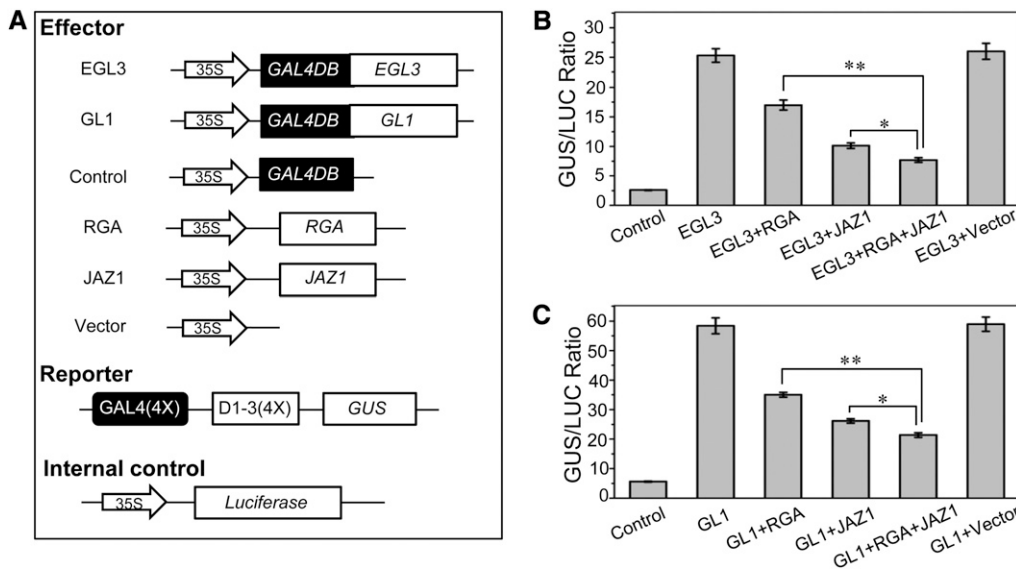 A
Effector
EGL3 35S GAL4DB EGL3
GL1 35S GAL4DB GL1
Control 35S GAL4DB
RGA 35S RGA
JAZ1 35S JAZ1
Vector 35S
Reporter
GAL4(4X) D1-3(4X) GUS
Internal control
35S Luciferase
B
GUS/LUC Ratio
30
25
20
15
10
5
0
**
*
Control
EGL3
EGL3+RGA
EGL3+JAZ1
EGL3+RGA+JAZ1
EGL3+Vector
C
GUS/LUC Ratio
60
50
40
30
20
10
0
**
*
Control
GL1
GL1+RGA
GL1+JAZ1
GL1+RGA+JAZ1
GL1+Vector